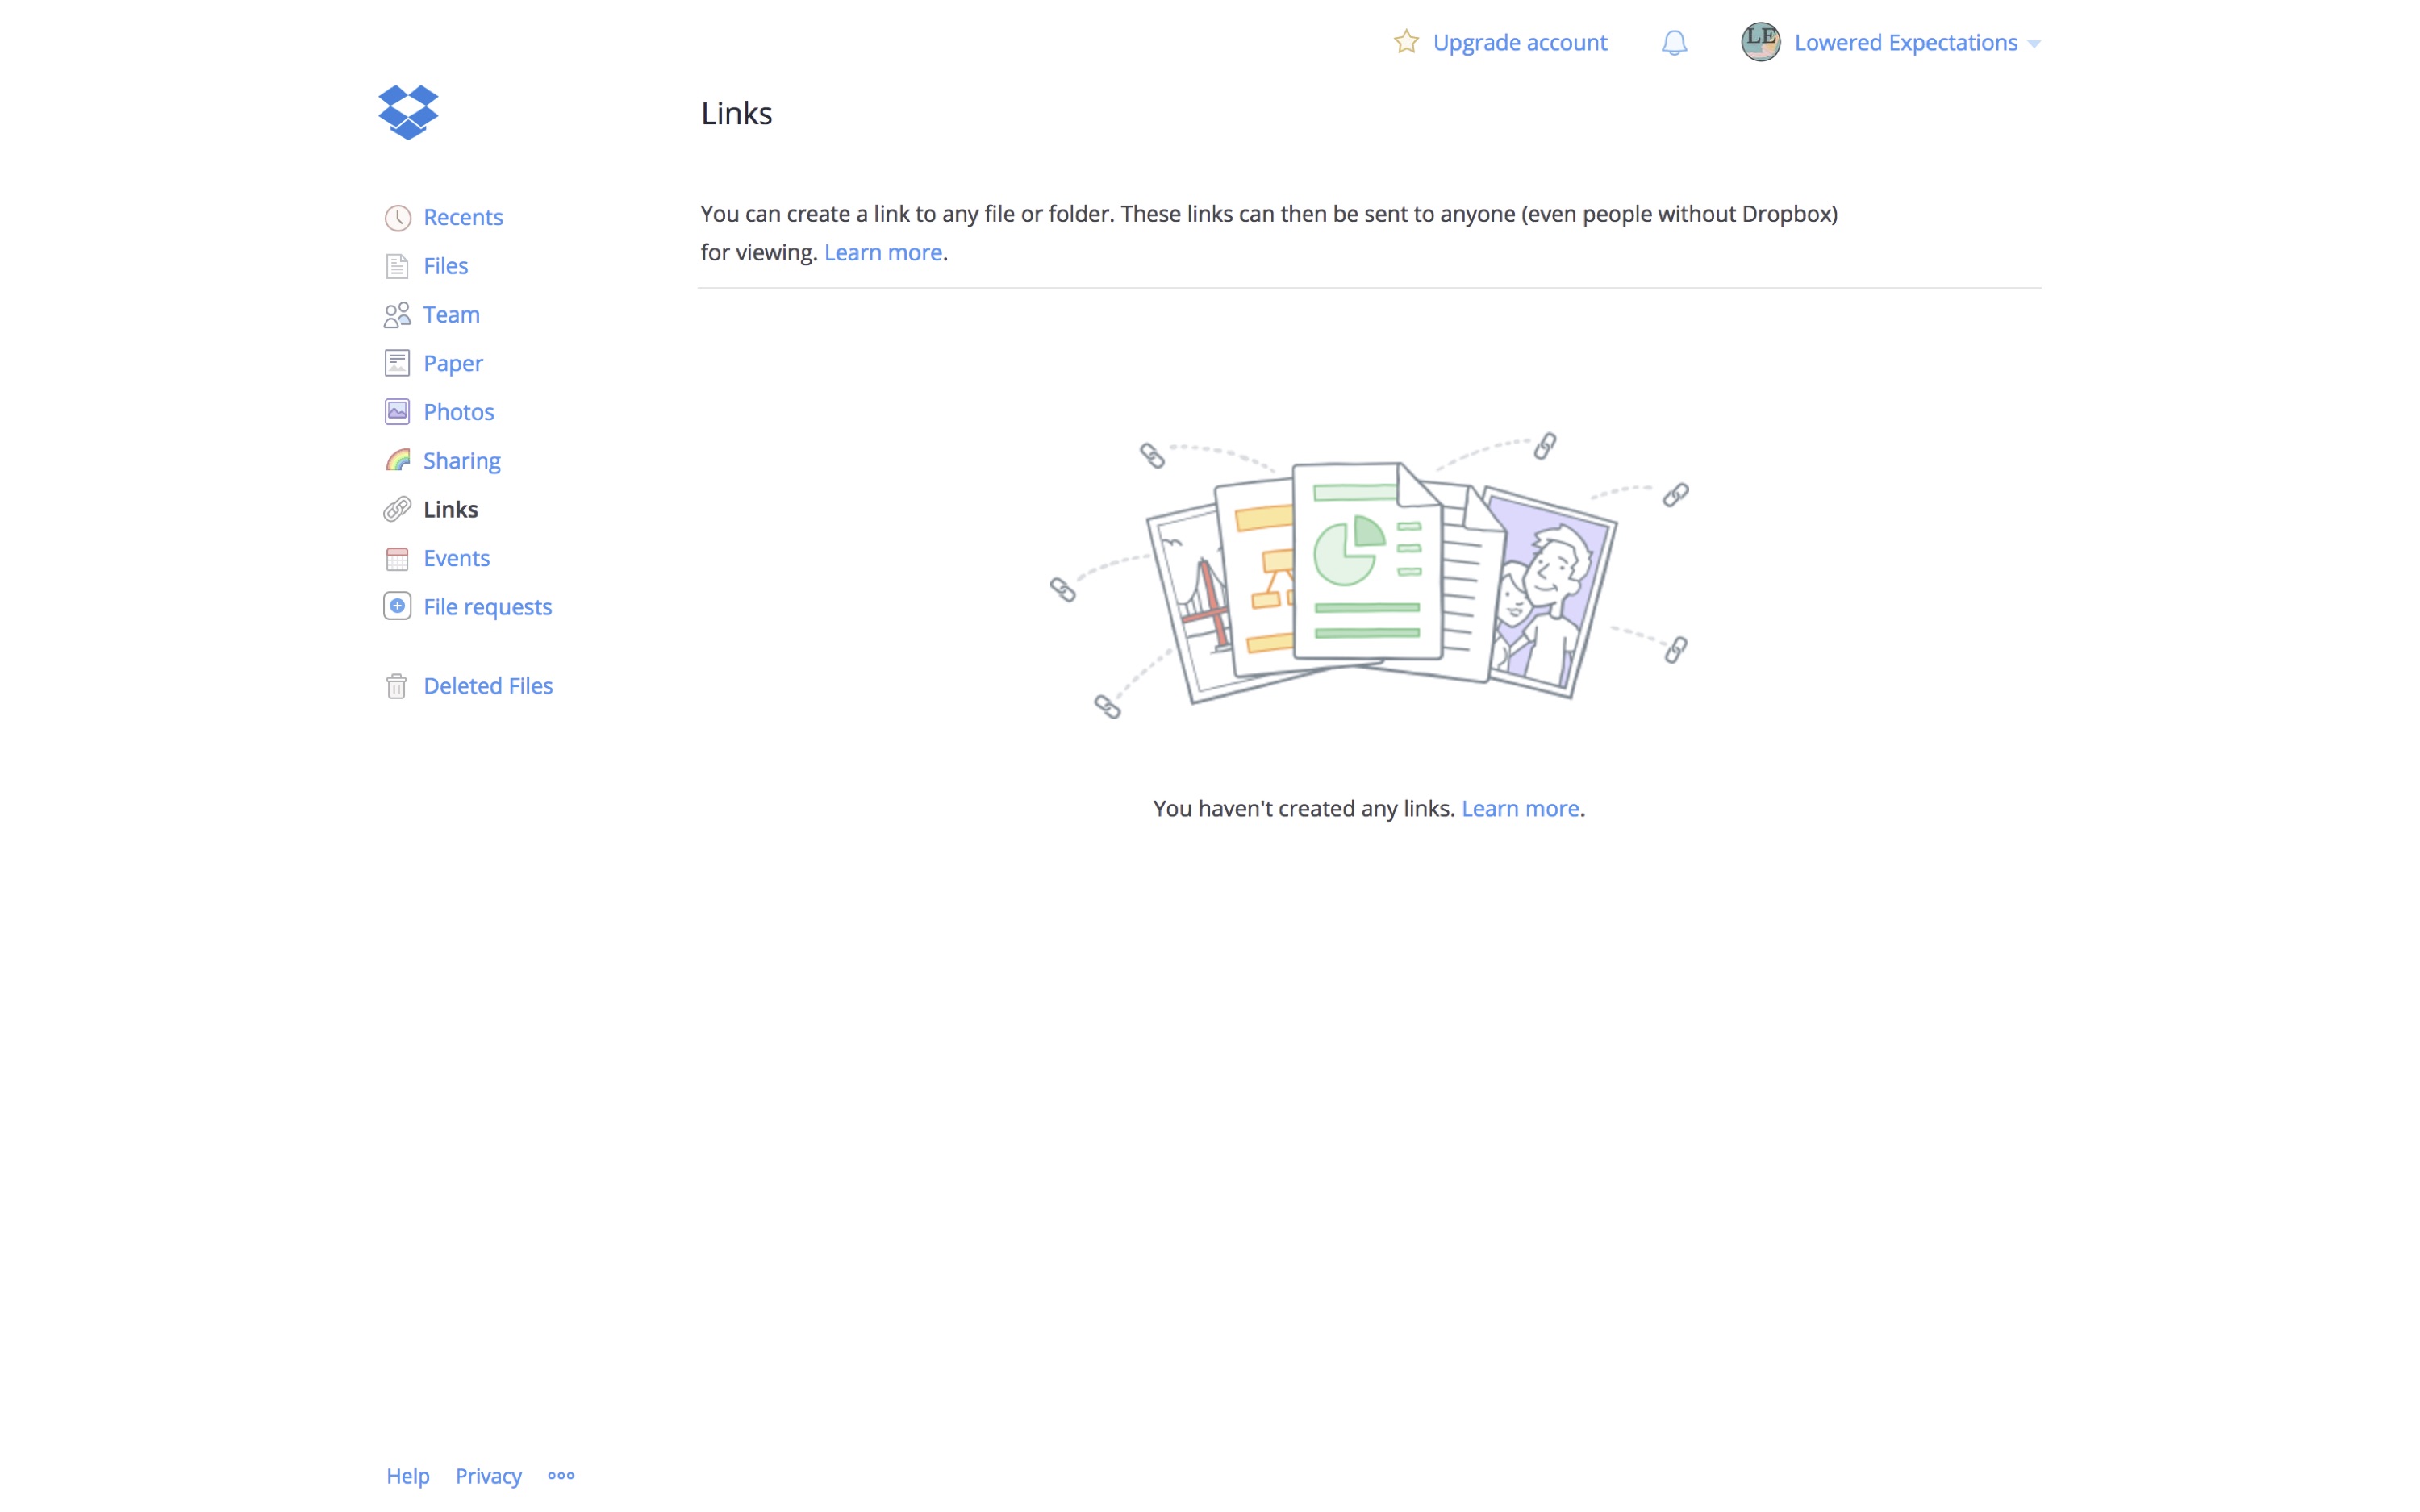 Upgrade account
LE
Lowered Expectations
Links
Recents
Files
Team
Paper
Photos
Sharing
Links
Events
File requests
Deleted Files
You can create a link to any file or folder. These links can then be sent to anyone (even people without Dropbox)
for viewing. Learn more.
You haven't created any links. Learn more.
Help Privacy